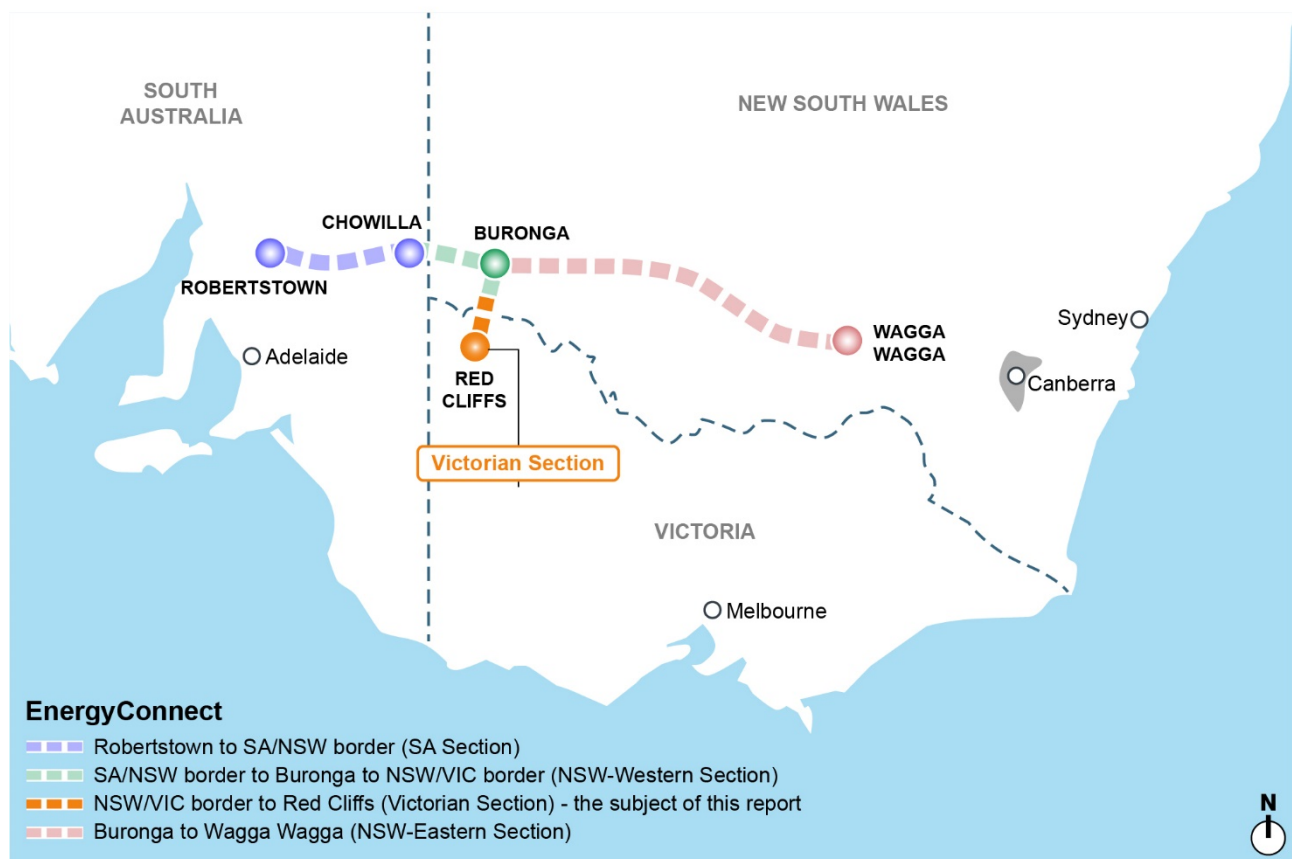 SOUTH
AUSTRALIA
NEW SOUTH WALES
CHOWILLA
BURONGA
ROBERTSTOWN
Adelaide
RED
CLIFFS
WAGGA
WAGGA
Sydney
Canberra
Victorian Section
VICTORIA
Melbourne
EnergyConnect
Robertstown to SA/NSW border (SA Section)
SA/NSW border to Buronga to NSW/VIC border (NSW-Western Section)
NSW/VIC border to Red Cliffs (Victorian Section) - the subject of this report
Buronga to Wagga Wagga (NSW-Eastern Section)
N